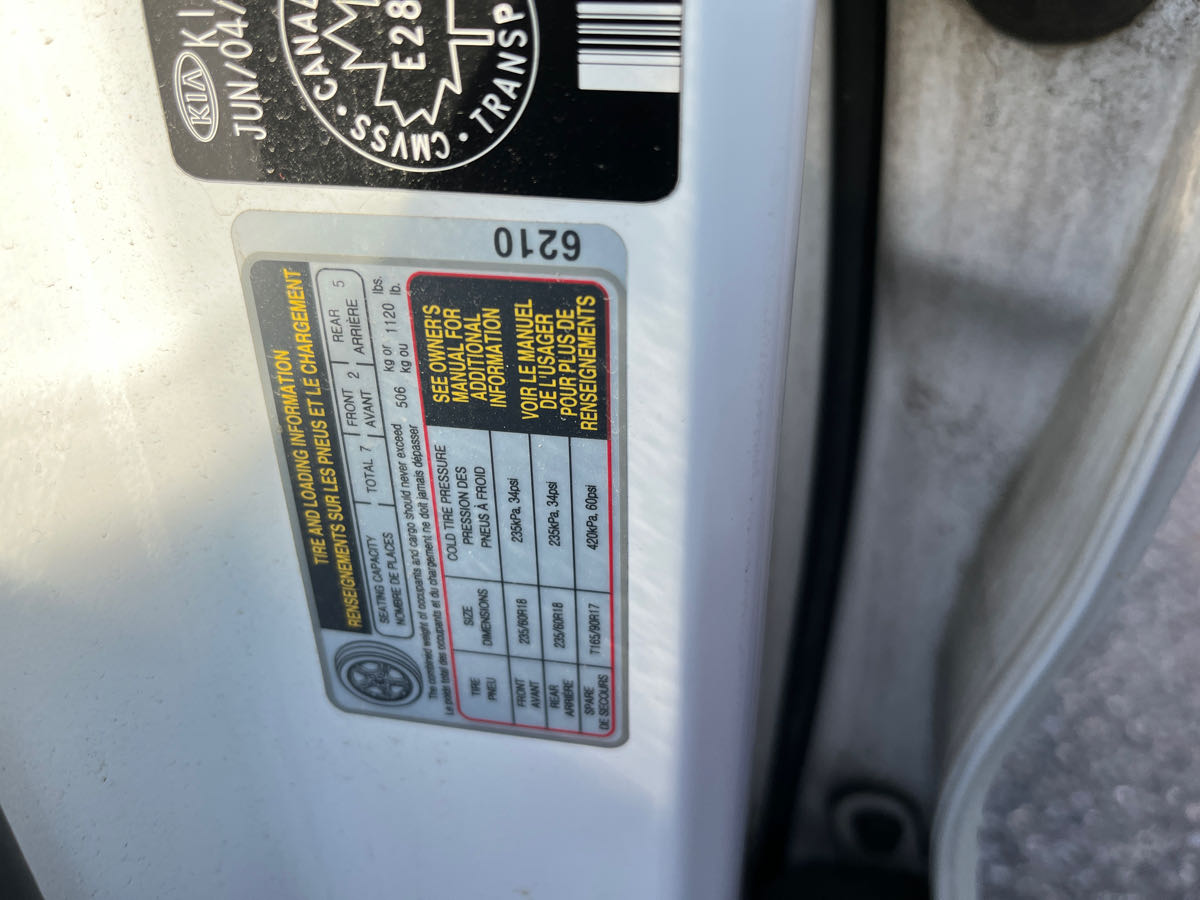 KIA KI
JUN/04/
CANAD
E28
CMVSS • TRANSP
6210
TIRE AND LOADING INFORMATION
RENSEIGNEMENTS SUR LES PNEUS ET LE CHARGEMENT
SEATING CAPACITY
NOMBRE DE PLACES
TOTAL 7
FRONT
AVANT
2
REAR
ARRIÈRE
5
The combined weight of occupants and cargo should never exceed 506 kg or 1120 lbs.
Le poids total des occupants et du chargement ne doit jamais dépasser kg ou lb.
TIRE
PNEU
SIZE
DIMENSIONS
COLD TIRE PRESSURE
PRESSION DES
PNEUS À FROID
FRONT
AVANT
235/60R18
235kPa, 34psi
REAR
ARRIÈRE
235/60R18
235kPa, 34psi
SPARE
DE SECOURS
T165/90R17
420kPa, 60psi
SEE OWNER'S
MANUAL FOR
ADDITIONAL
INFORMATION
VOIR LE MANUEL
DE L'USAGER
POUR PLUS DE
RENSEIGNEMENTS